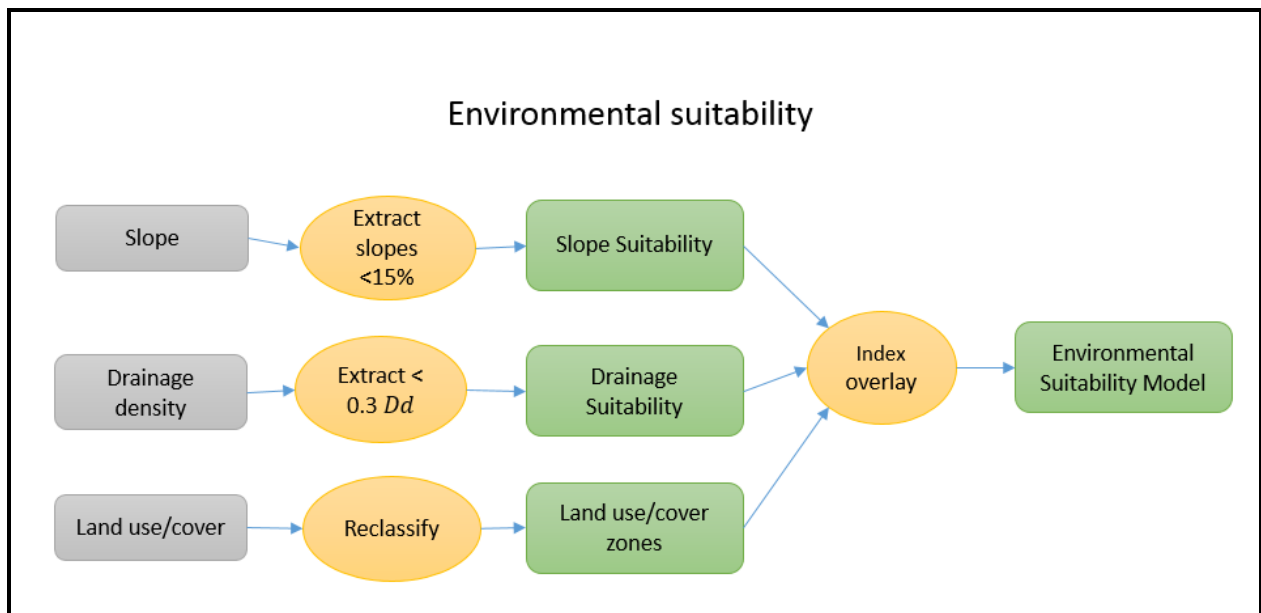 Environmental suitability
Slope
Extract
slopes
<15%
Slope Suitability
Drainage
density
Extract <
0.3 Dd
Drainage
Suitability
Index
overlay
Environmental
Suitability Model
Land use/cover
Reclassify
Land use/cover
zones